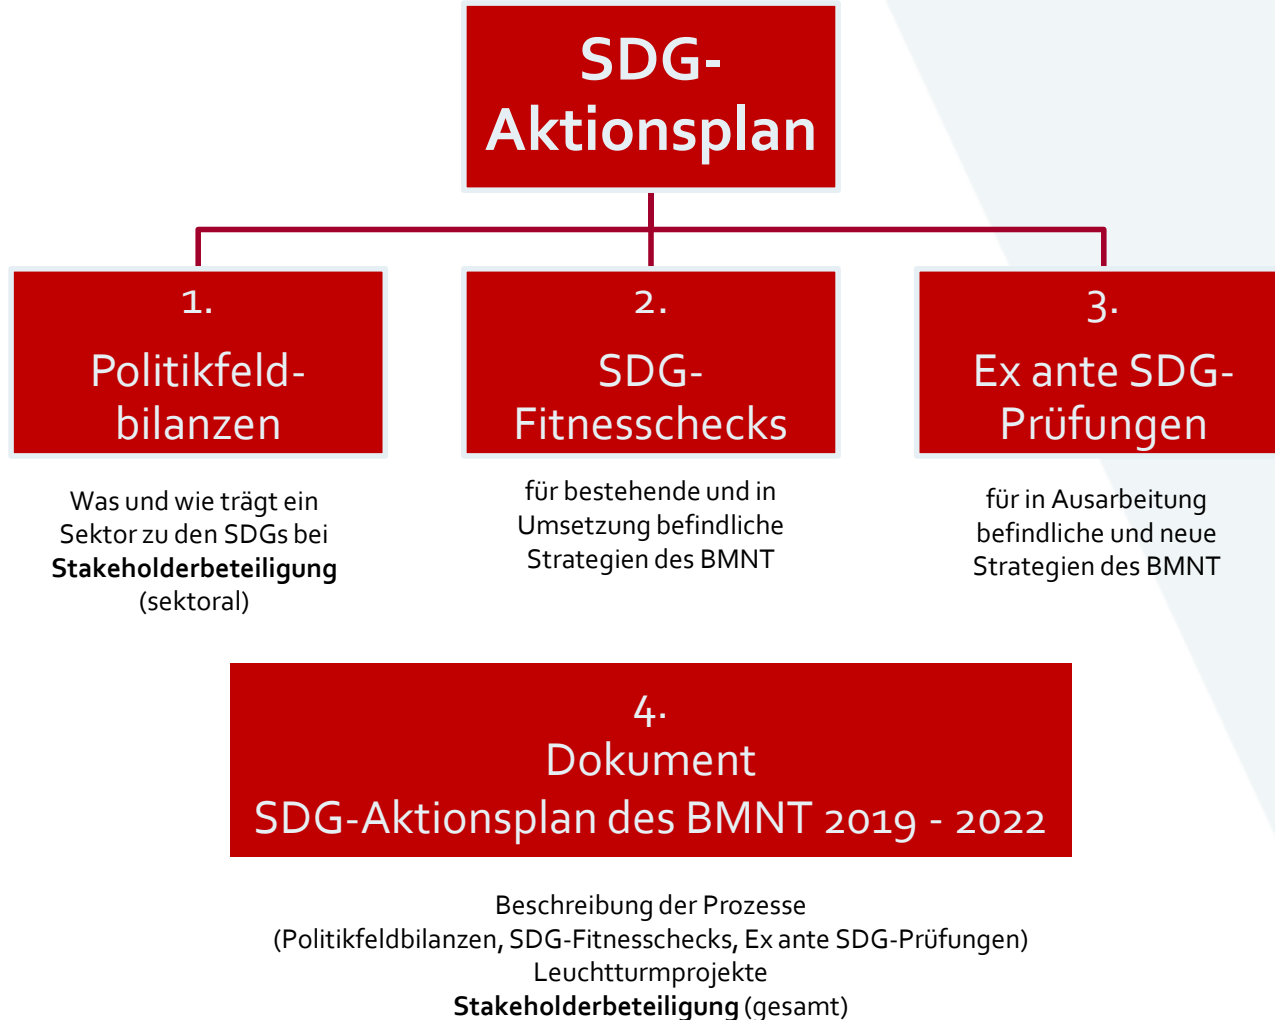 SDG-
Aktionsplan
1.
Politikfeld-
bilanzen
Was und wie trägt ein
Sektor zu den SDGs bei
Stakeholderbeteiligung
(sektoral)
2.
SDG-
Fitnesschecks
für bestehende und in
Umsetzung befindliche
Strategien des BMNT
3.
Ex ante SDG-
Prüfungen
für in Ausarbeitung
befindliche und neue
Strategien des BMNT
4.
Dokument
SDG-Aktionsplan des BMNT 2019 - 2022
Beschreibung der Prozesse
(Politikfeldbilanzen, SDG-Fitnesschecks, Ex ante SDG-Prüfungen)
Leuchtturmprojekte
Stakeholderbeteiligung (gesamt)